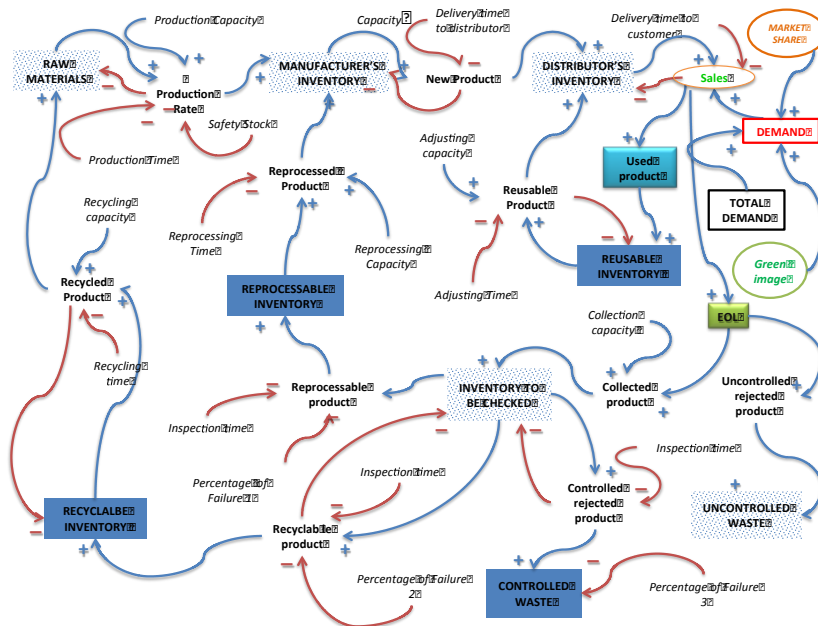 Production Capacity
Capacity
Delivery time
to distributor
Delivery time to
customer
MARKET
SHARE
RAW
MATERIALS
Production
Rate
MANUFACTURER'S
INVENTORY
New Product
DISTRIBUTOR'S
INVENTORY
Sales
Safety Stock
DEMAND
Production Time
Adjusting
capacity
Reprocessed
Product
Used
product
Reusable
Product
TOTAL
DEMAND
Recycling
capacity
Reprocessing
Time
Reprocessing
Capacity
REUSABLE
INVENTORY
Green
image
Recycled
Product
REPROCESSABLE
INVENTORY
Adjusting Time
Collection
capacity
EOL
Recycling
time
Reprocessable
product
INVENTORY TO
BE CHECKED
Collected
product
Uncontrolled
rejected
product
Inspection time
Percentage of
Failure 1
Inspection time
Inspection time
Controlled
rejected
product
RECYCLALBE
INVENTORY
Recyclable
product
UNCONTROLLED
WASTE
Percentage of Failure
2
CONTROLLED
WASTE
Percentage of Failure
3